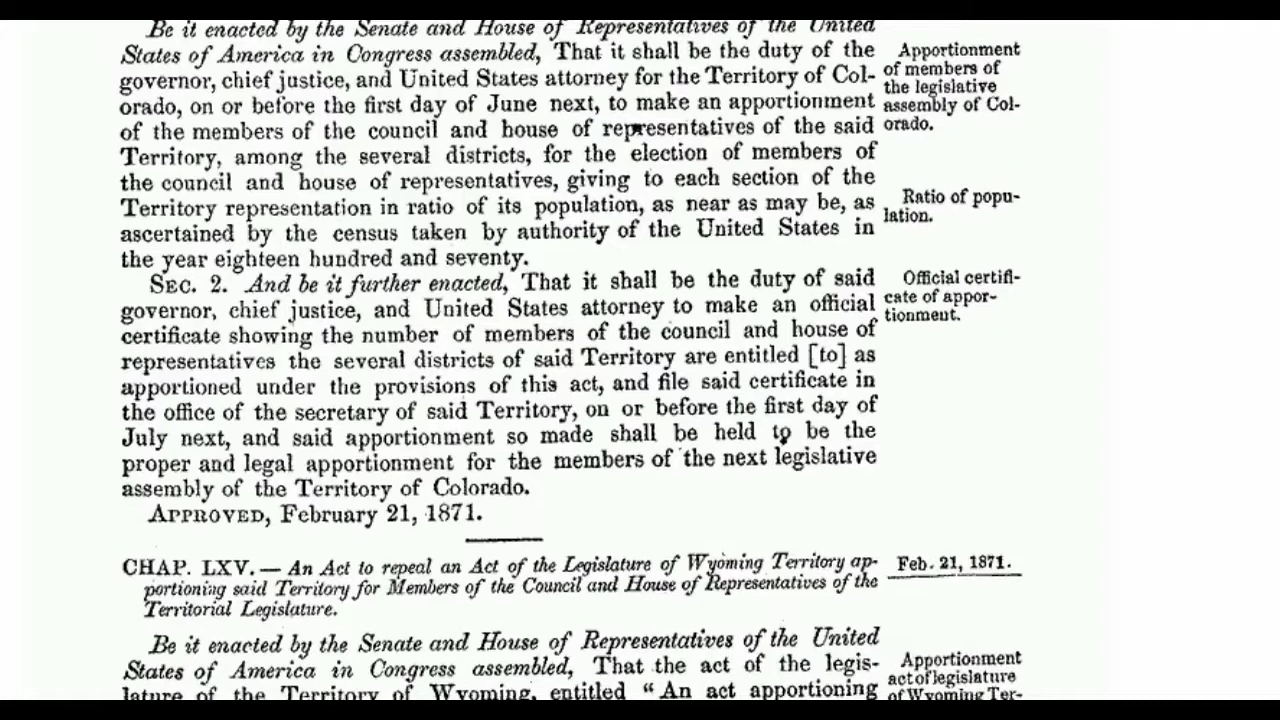 Be it enacted by the Senate and House of Representatives of the United
States of America in Congress assembled, That it shall be the duty of the
governor, chief justice, and United States attorney for the Territory of Col-
orado, on or before the first day of June next, to make an apportionment
of the members of the council and house of representatives of the said
Territory, among the several districts, for the election of members of
the council and house of representatives, giving to each section of the
Territory representation in ratio of its population, as near as may be, as
ascertained by the census taken by authority of the United States in
the year eighteen hundred and seventy.
Apportionment
of members of
the legislative
assembly of Col-
orado.
Ratio of popu-
lation.
SEC. 2. And be it further enacted, That it shall be the duty of said
governor, chief justice, and United States attorney to make an official
certificate showing the number of members of the council and house of
representatives the several districts of said Territory are entitled [to] as
apportioned under the provisions of this act, and file said certificate in
the office of the secretary of said Territory, on or before the first day of
July next, and said apportionment so made shall be held to be the
proper and legal apportionment for the members of the next legislative
assembly of the Territory of Colorado.
Official certifi-
cate of appor-
tionment.
APPROVED, February 21, 1871.
CHAP. LXV. — An Act to repeal an Act of the Legislature of Wyoming Territory ap-
portioning said Territory for Members of the Council and House of Representatives of the
Territorial Legislature.
Feb. 21, 1871.
Be it enacted by the Senate and House of Representatives of the United
States of America in Congress assembled, That the act of the legis-
lature of the Territory of Wyoming, entitled “An act apportioning
Apportionment
act of legislature
of Wyoming Ter-